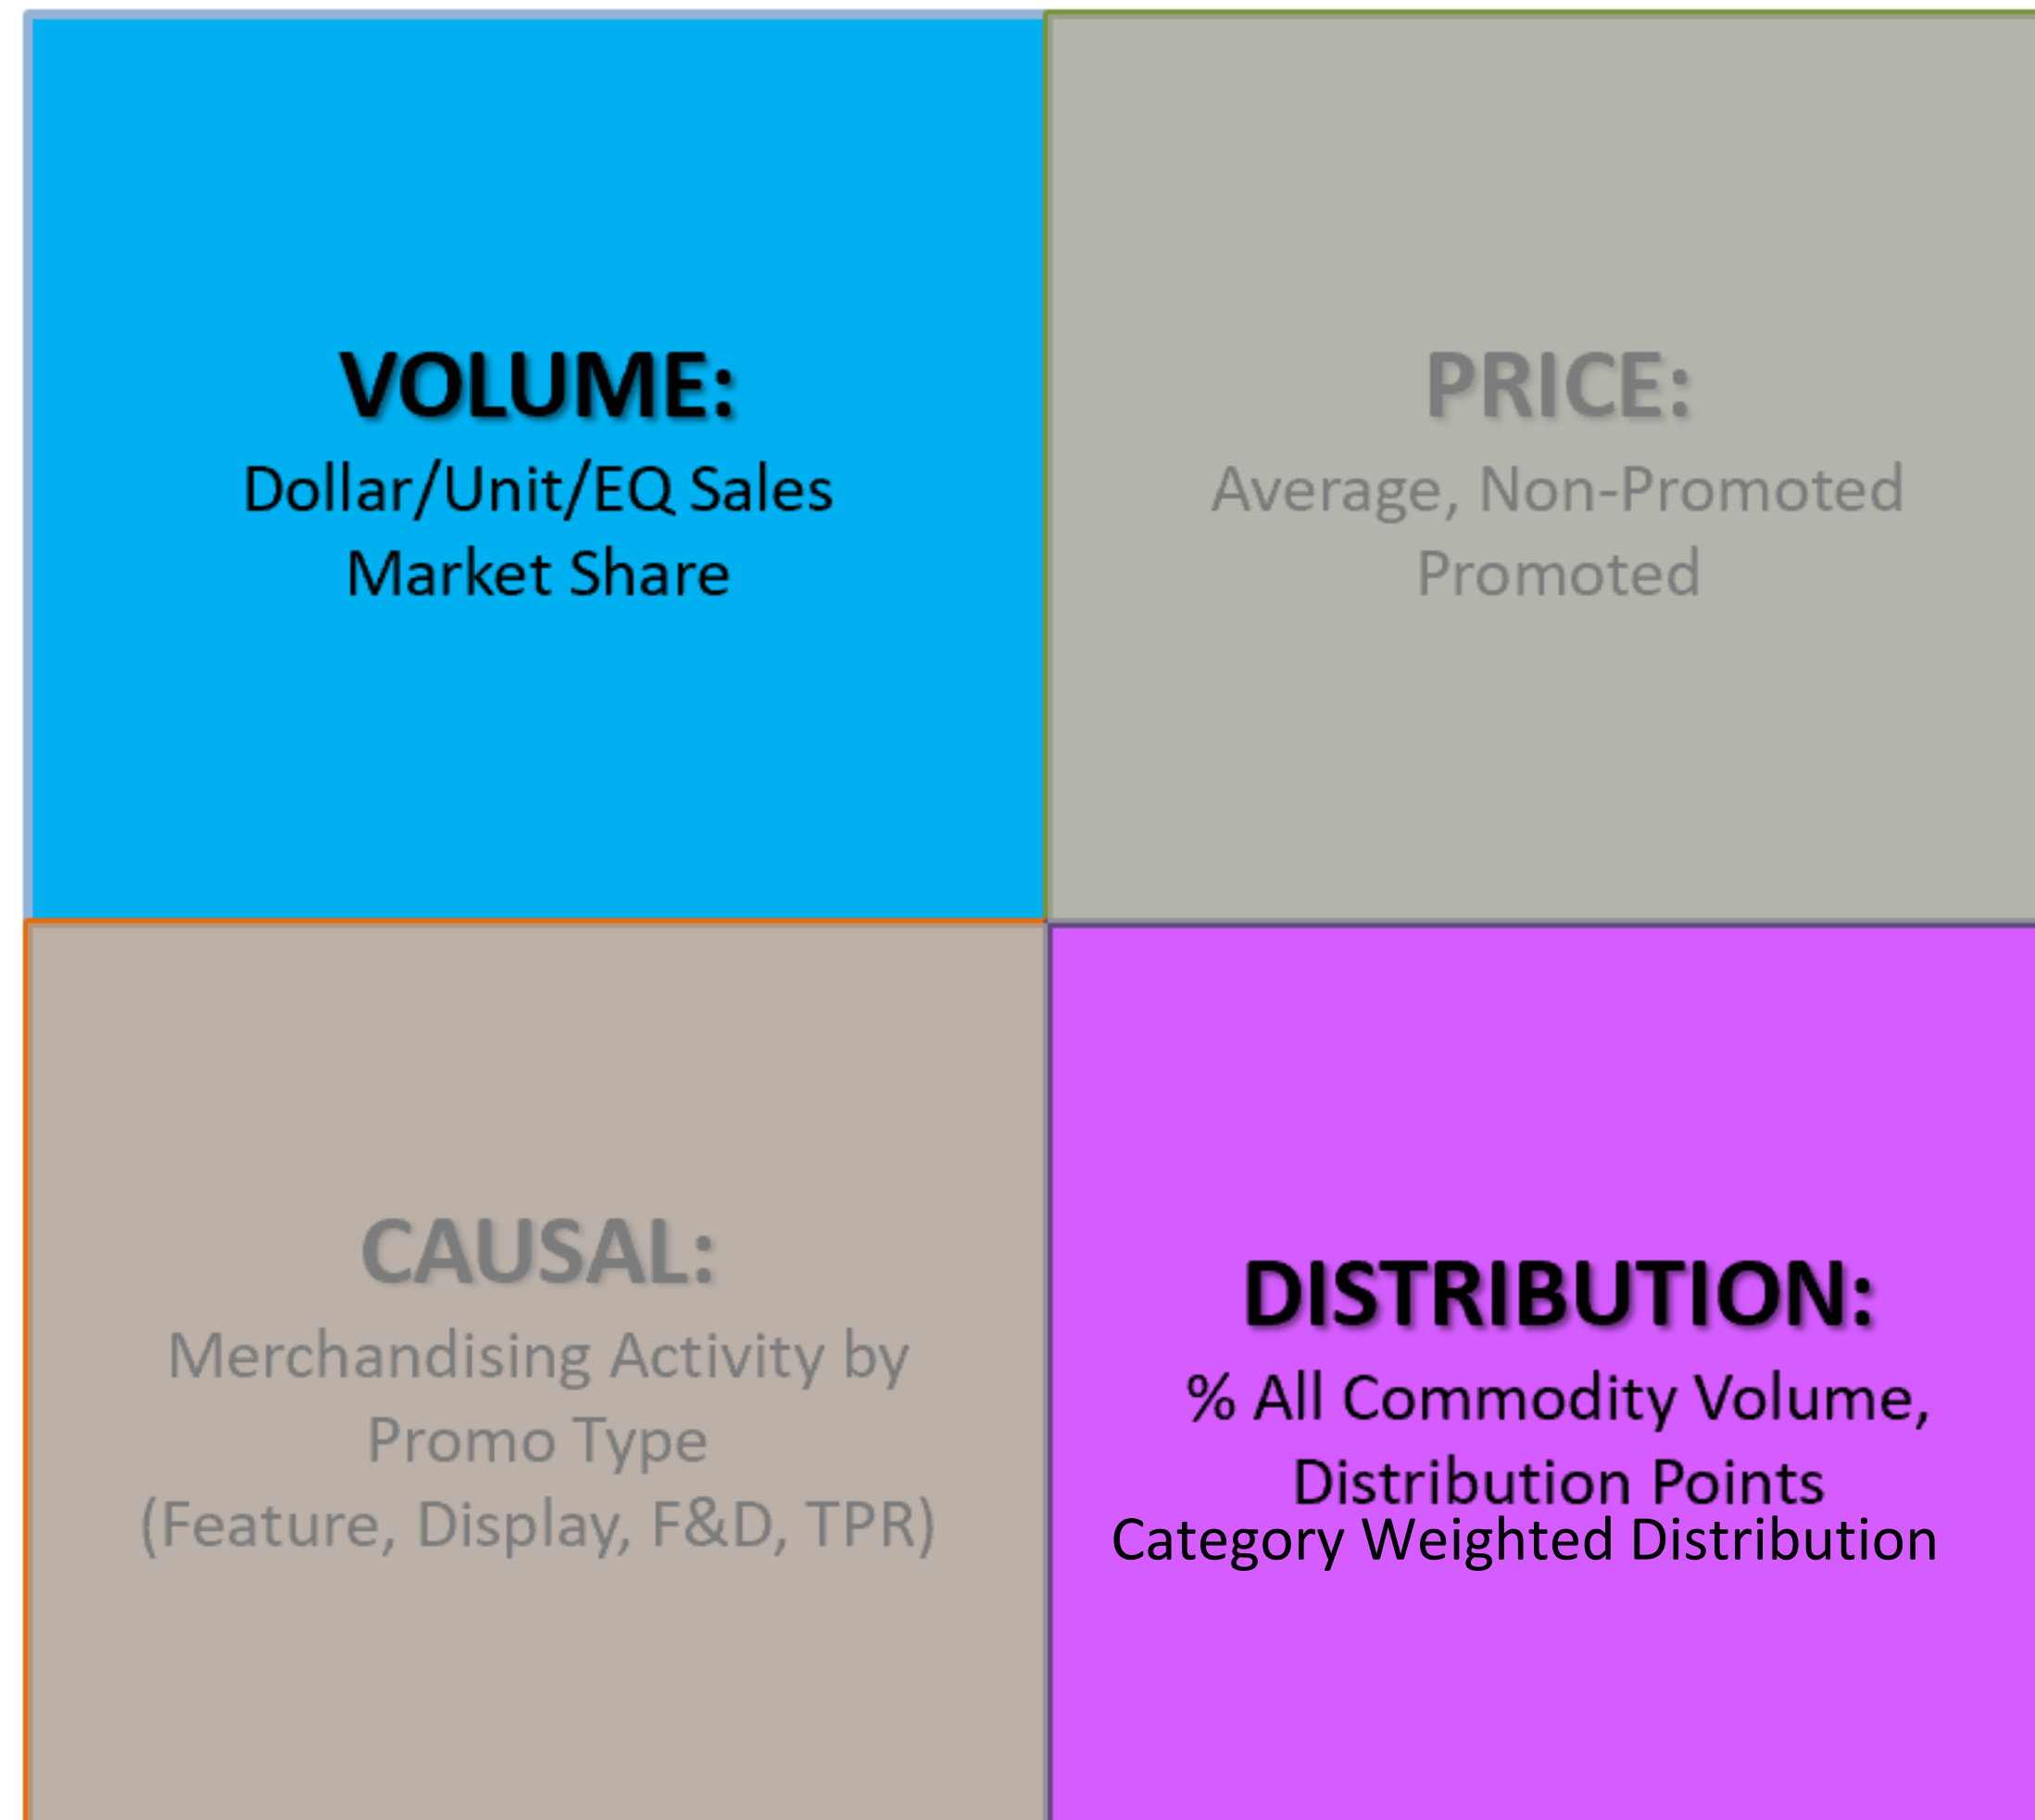 VOLUME:
Dollar/Unit/EQ Sales
Market Share
PRICE:
Average, Non-Promoted
Promoted
CAUSAL:
Merchandising Activity by
Promo Type
(Feature, Display, F&D, TPR)
DISTRIBUTION:
% All Commodity Volume,
Distribution Points
Category Weighted Distribution